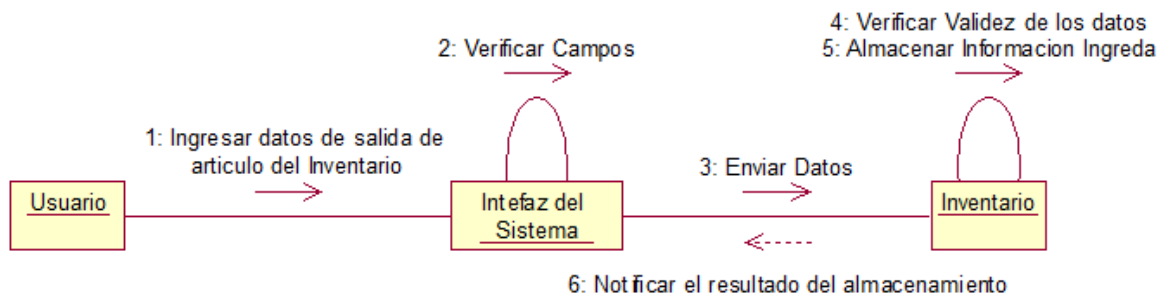 4: Verificar Validez de los datos
2: Verificar Campos
5: Almacenar Informacion Ingreda
1: Ingresar datos de salida de
articulo del Inventario
3: Enviar Datos
Usuario
Intefaz del
Sistema
Inventario
6: Notificar el resultado del almacenamiento